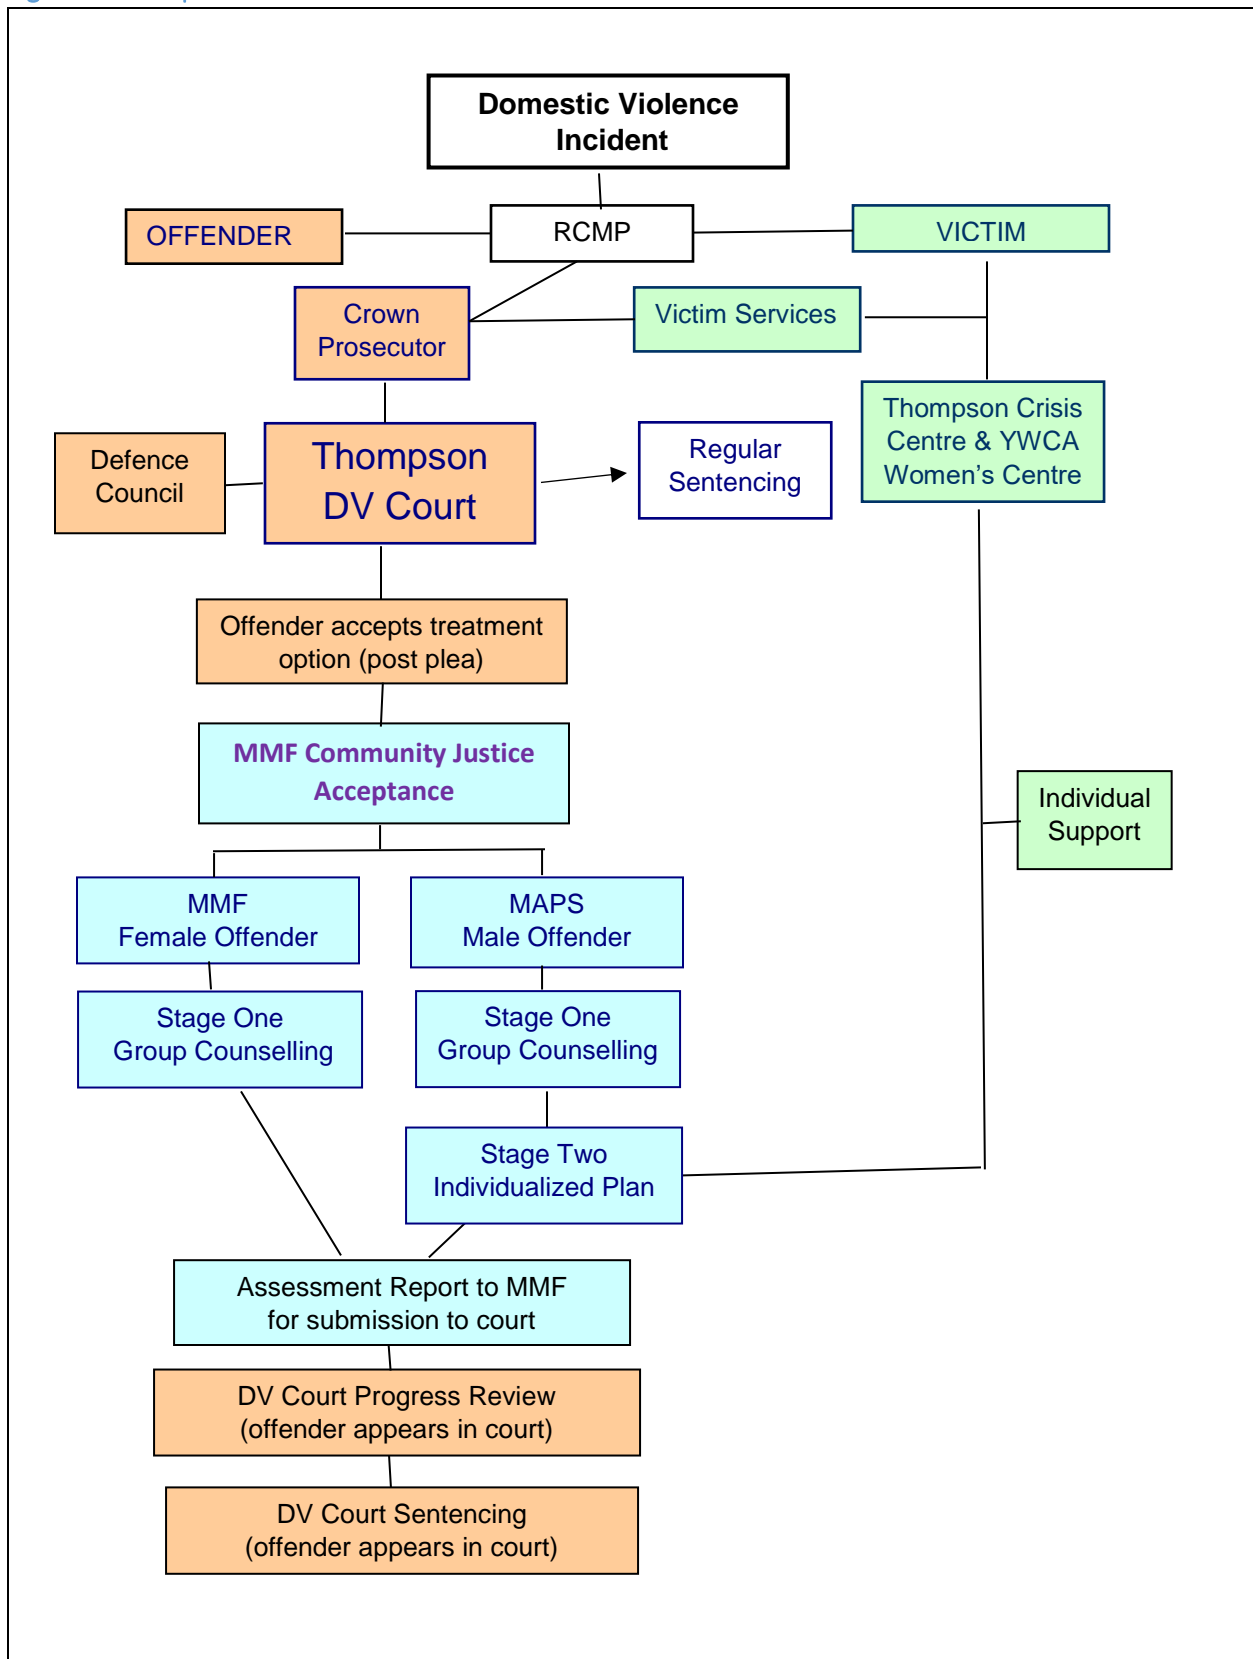 Domestic Violence
Incident
OFFENDER
RCMP
VICTIM
Crown
Prosecutor
Victim Services
Thompson Crisis
Centre & YWCA
Women's Centre
Defence
Council
Thompson
DV Court
Regular
Sentencing
Offender accepts treatment
option (post plea)
MMF Community Justice
Acceptance
Individual
Support
MMF
Female Offender
MAPS
Male Offender
Stage One
Group Counselling
Stage One
Group Counselling
Stage Two
Individualized Plan
Assessment Report to MMF
for submission to court
DV Court Progress Review
(offender appears in court)
DV Court Sentencing
(offender appears in court)